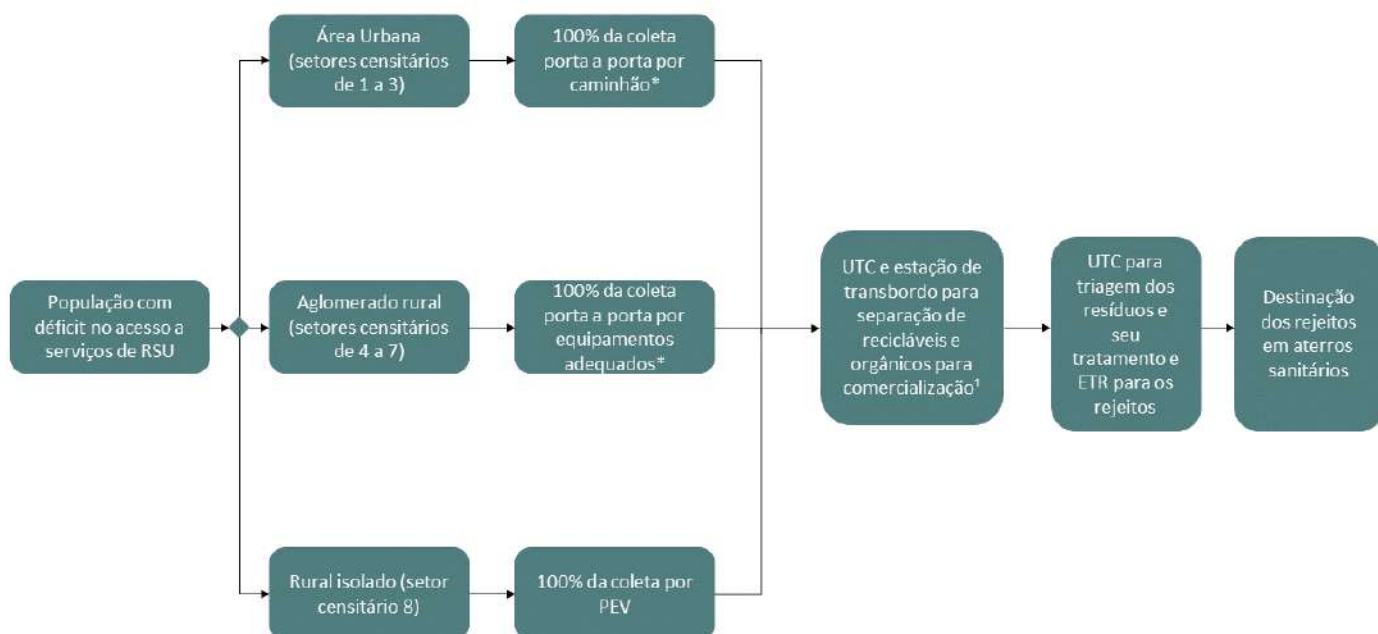 População com
déficit no acesso a
serviços de RSU
Área Urbana
(setores censitários
de 1 a 3)
100% da coleta
porta a porta por
caminhão*
Aglomerado rural
(setores censitários
de 4 a 7)
100% da coleta
porta a porta por
equipamentos
adequados*
Rural isolado (setor
censitário 8)
100% da coleta por
PEV
UTC e estação de
transbordo para
separação de
recicláveis e
orgânicos para
comercialização¹
UTC para
triagem dos
resíduos e
seu
tratamento e
ETR para os
rejeitos
Destinação
dos rejeitos
em aterros
sanitários